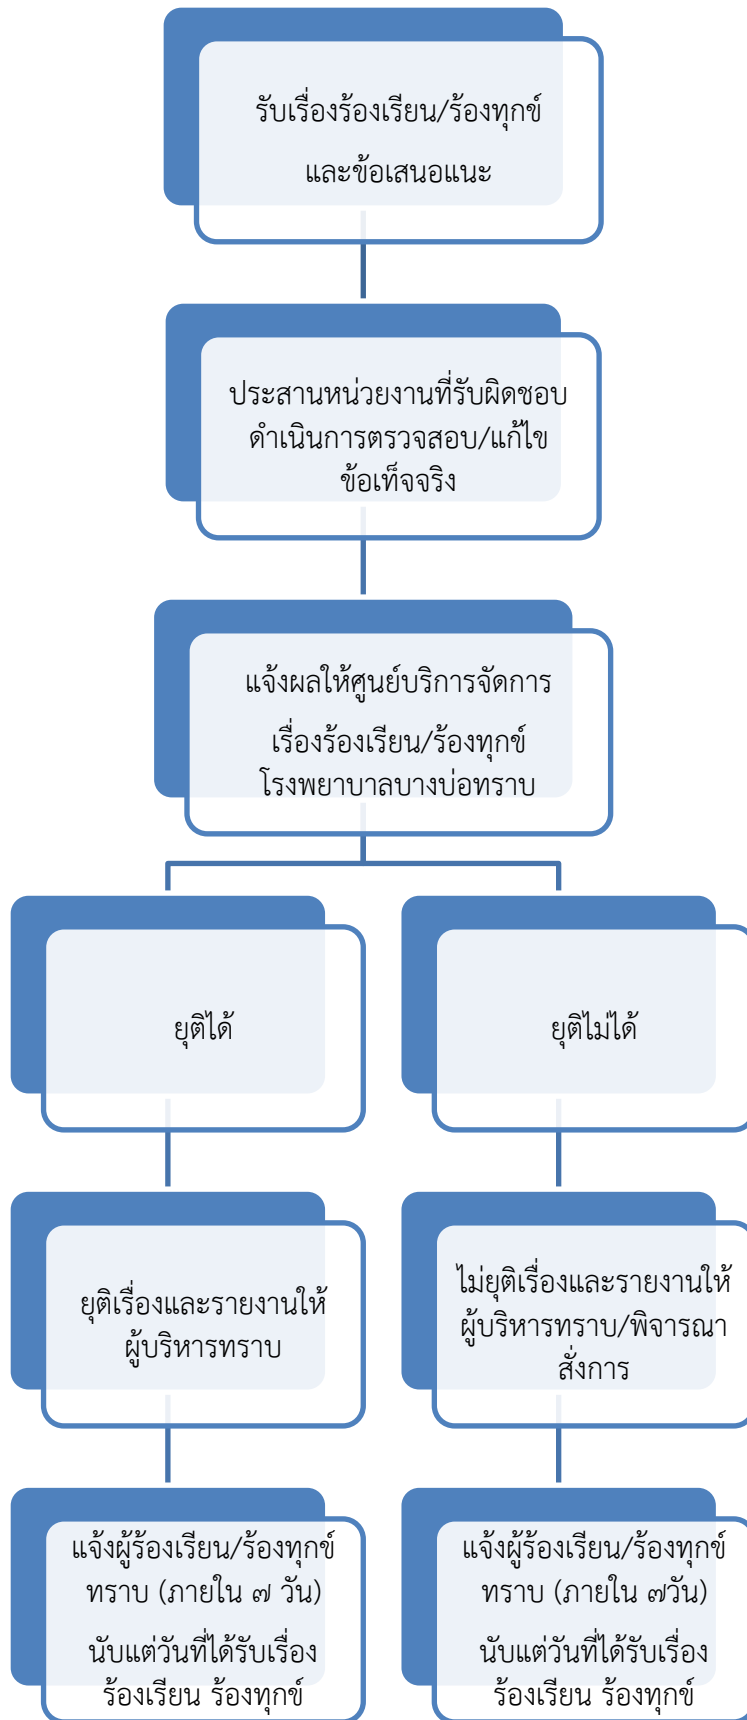 รับเรื่องร้องเรียน/ร้องทุกข์
และข้อเสนอแนะ
ประสานหน่วยงานที่รับผิดชอบ
ดำเนินการตรวจสอบ/แก้ไข
ข้อเท็จจริง
แจ้งผลให้ศูนย์บริการจัดการ
เรื่องร้องเรียน/ร้องทุกข์
โรงพยาบาลบางบ่อทราบ
ยุติได้
ยุติไม่ได้
ยุติเรื่องและรายงานให้
ผู้บริหารทราบ
ไม่ยุติเรื่องและรายงานให้
ผู้บริหารทราบ/พิจารณา
สั่งการ
แจ้งผู้ร้องเรียน/ร้องทุกข์
ทราบ (ภายใน ๗ วัน)
นับแต่วันที่ได้รับเรื่อง
ร้องเรียน ร้องทุกข์
แจ้งผู้ร้องเรียน/ร้องทุกข์
ทราบ (ภายใน ๗วัน)
นับแต่วันที่ได้รับเรื่อง
ร้องเรียน ร้องทุกข์